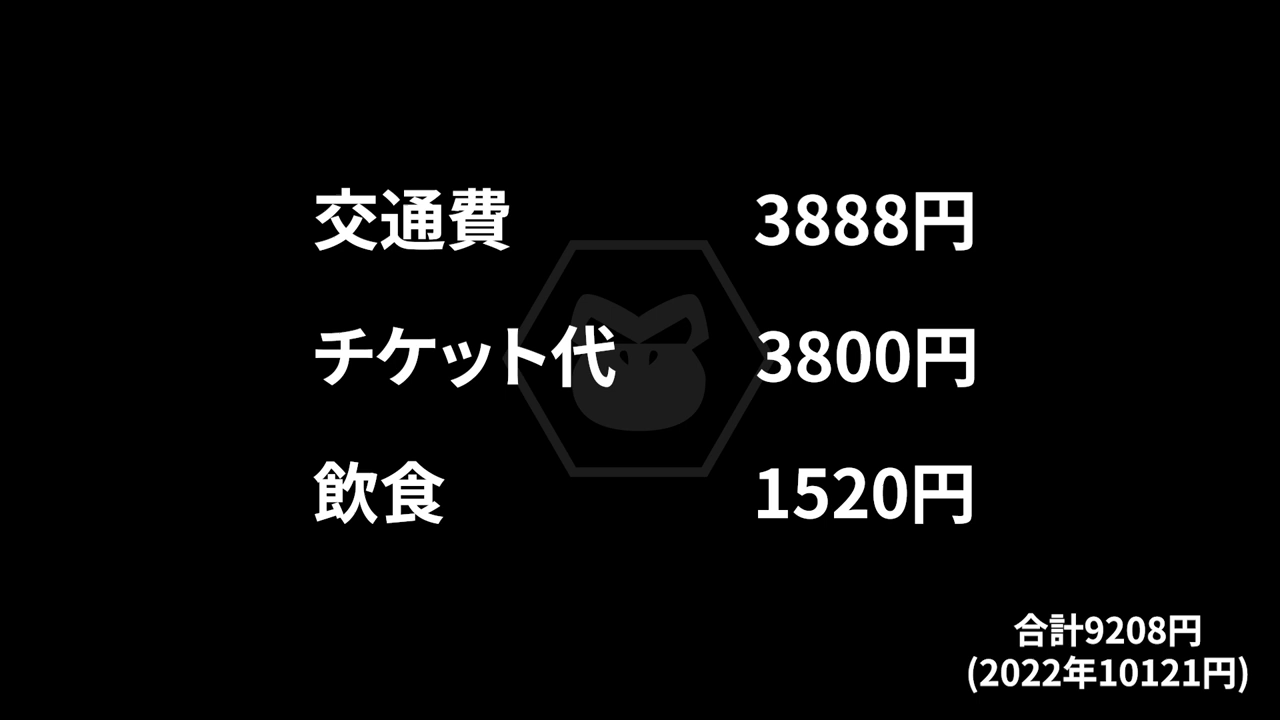 交通費 3888円
チケット代 3800円
飲食 1520円
合計9208円
(2022年10121円)